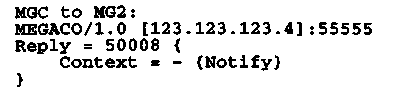 MGC to MG2:
MEGACO/1.0 [123.123.123.4]:55555
Reply = 50008 {
Context = - {Notify}
}